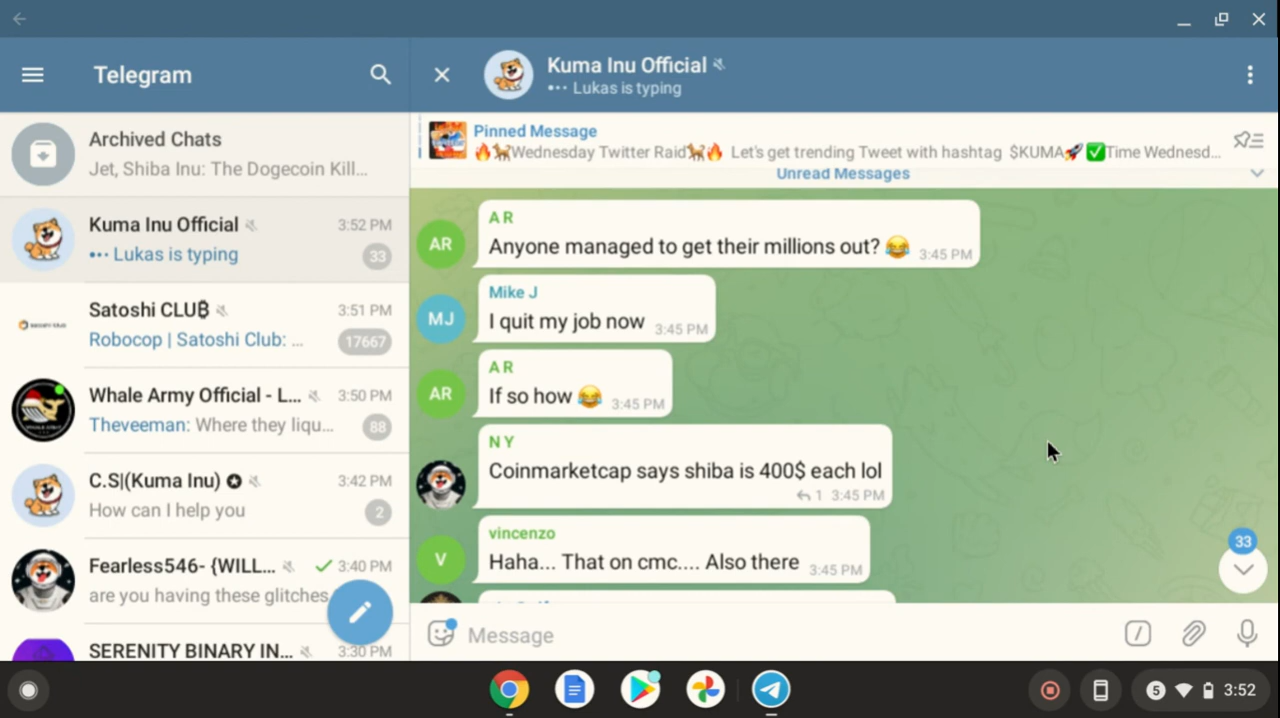 Telegram
Archived Chats
Jet, Shiba Inu: The Dogecoin Kill...
Kuma Inu Official 3:52 PM
Lukas is typing 33
Satoshi CLU₿ 3:51 PM
Robocop | Satoshi Club: ... 17667
Whale Army Official - L... 3:50 PM
Theveeman: Where they liqu... 88
C.S|(Kuma Inu) 3:42 PM
How can I help you 2
Fearless546- {WILL... 3:40 PM
are you having these glitches
SERENITY BINARY IN... 3:30 PM
Kuma Inu Official
Lukas is typing
Pinned Message
🔥🐕Wednesday Twitter Raid🐕🔥 Let's get trending Tweet with hashtag $KUMA🚀 ✅Time Wednesd...
Unread Messages
A R
AR
Anyone managed to get their millions out? 😂 3:45 PM
Mike J
MJ
I quit my job now 3:45 PM
A R
AR
If so how 😂 3:45 PM
N Y
Coinmarketcap says shiba is 400$ each lol
1 3:45 PM
vincenzo
V
Haha... That on cmc.... Also there 3:45 PM
33
Message
5 3:52